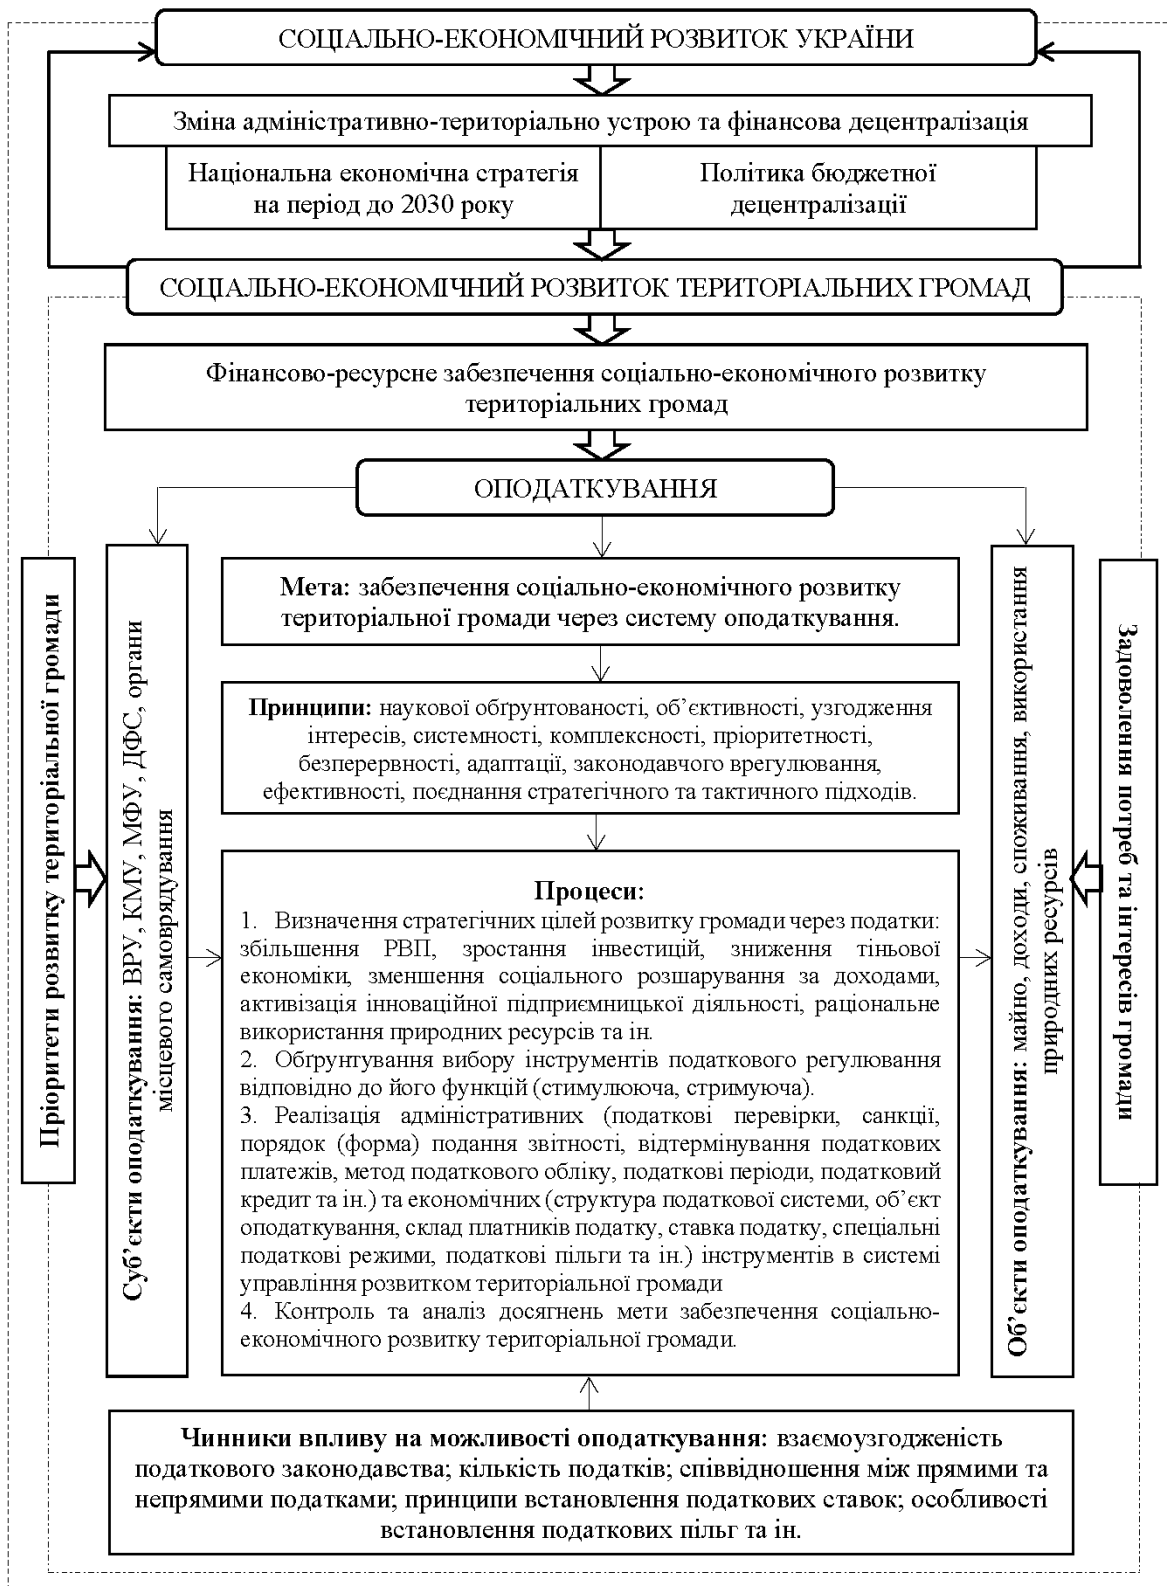 СОЦІАЛЬНО-ЕКОНОМІЧНИЙ РОЗВИТОК УКРАЇНИ
Зміна адміністративно-територіально устрою та фінансова децентралізація
Національна економічна стратегія
на період до 2030 року
Політика бюджетної
децентралізації
СОЦІАЛЬНО-ЕКОНОМІЧНИЙ РОЗВИТОК ТЕРИТОРІАЛЬНИХ ГРОМАД
Фінансово-ресурсне забезпечення соціально-економічного розвитку
територіальних громад
ОПОДАТКУВАННЯ
Пріоритети розвитку територіальної громади
Суб’єкти оподаткування: ВРУ, КМУ, МФУ, ДФС, органи
місцевого самоврядування
Мета: забезпечення соціально-економічного розвитку
територіальної громади через систему оподаткування.
Принципи: наукової обґрунтованості, об’єктивності, узгодження
інтересів, системності, комплексності, пріоритетності,
безперервності, адаптації, законодавчого врегулювання,
ефективності, поєднання стратегічного та тактичного підходів.
Процеси:
1. Визначення стратегічних цілей розвитку громади через податки:
збільшення РВП, зростання інвестицій, зниження тіньової
економіки, зменшення соціального розшарування за доходами,
активізація інноваційної підприємницької діяльності, раціональне
використання природних ресурсів та ін.
2. Обґрунтування вибору інструментів податкового регулювання
відповідно до його функцій (стимулююча, стримуюча).
3. Реалізація адміністративних (податкові перевірки, санкції,
порядок (форма) подання звітності, відтермінування податкових
платежів, метод податкового обліку, податкові періоди, податковий
кредит та ін.) та економічних (структура податкової системи, об’єкт
оподаткування, склад платників податку, ставка податку, спеціальні
податкові режими, податкові пільги та ін.) інструментів в системі
управління розвитком територіальної громади
4. Контроль та аналіз досягнень мети забезпечення соціально-
економічного розвитку територіальної громади.
Об’єкти оподаткування: майно, доходи, споживання, використання
природних ресурсів
Задоволення потреб та інтересів громади
Чинники впливу на можливості оподаткування: взаємоузгодженість
податкового законодавства; кількість податків; співвідношення між прямими та
непрямими податками; принципи встановлення податкових ставок; особливості
встановлення податкових пільг та ін.